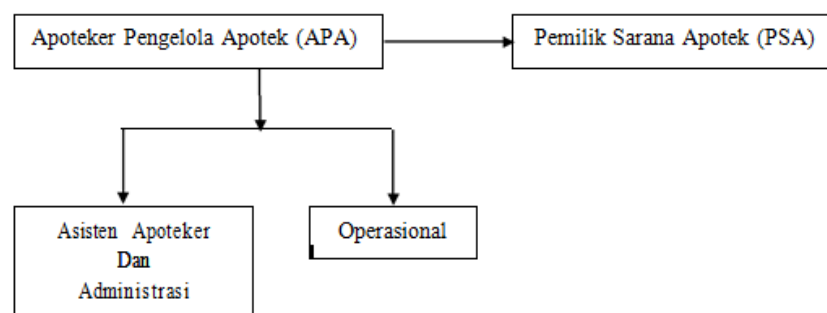 Apoteker Pengelola Apotek (APA)
Pemilik Sarana Apotek (PSA)
Asisten Apoteker
Dan
Administrasi
Operasional